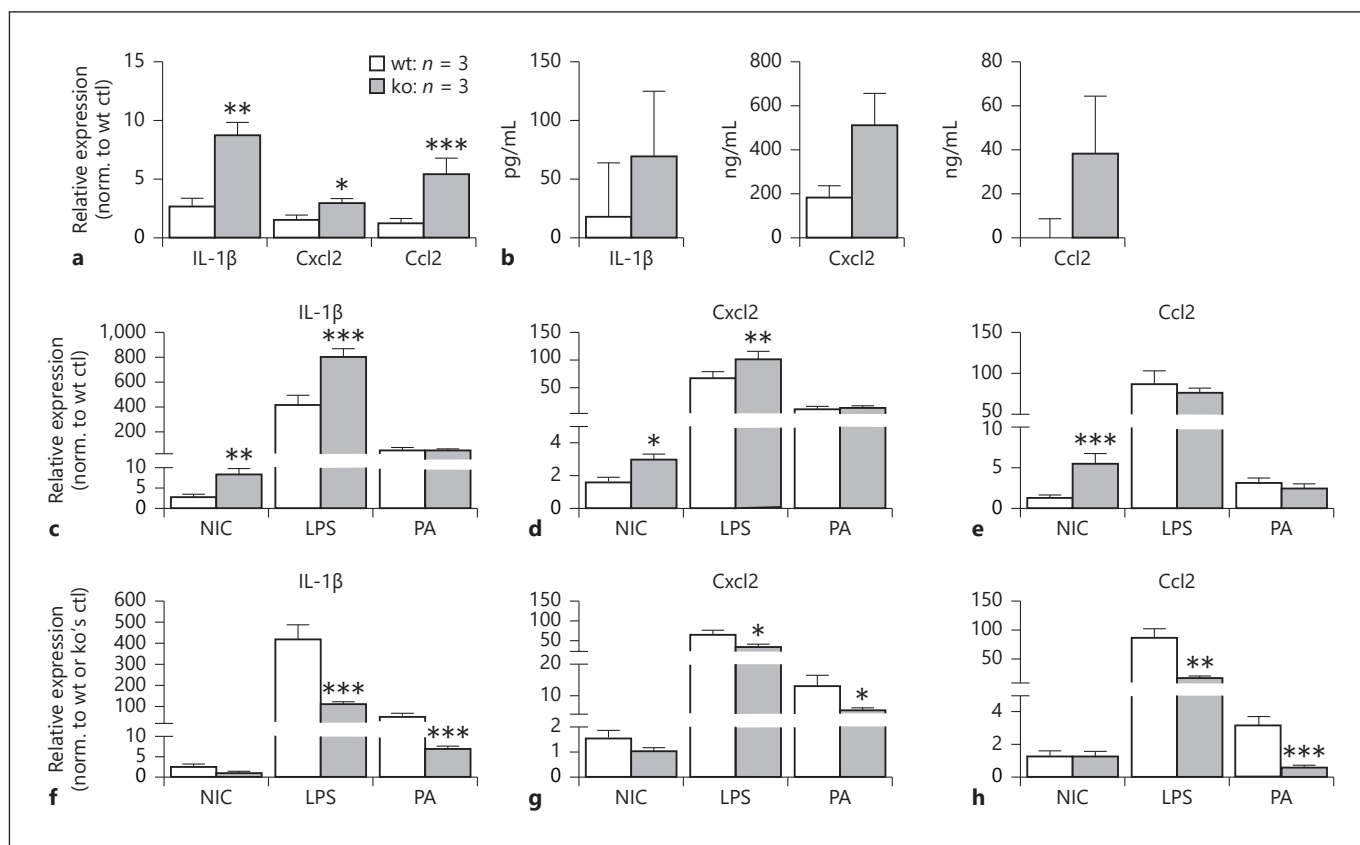 15
10
5
0
Relative expression
(norm. to wt ctl)
wt: n = 3
ko: n = 3
**
*
***
IL-1β
Cxcl2
Ccl2
a
150
100
50
0
pg/mL
IL-1β
b
800
600
400
200
0
ng/mL
Cxcl2
80
60
40
20
0
ng/mL
Ccl2
IL-1β
1,000
800
600
400
200
10
5
0
Relative expression
(norm. to wt ctl)
**
***
NIC
LPS
PA
c
Cxcl2
150
100
50
4
2
0
*
**
NIC
LPS
PA
d
Ccl2
150
100
50
10
5
0
***
NIC
LPS
PA
e
IL-1β
600
500
400
300
200
100
10
5
0
Relative expression
(norm. to wt or ko's ctl)
***
***
NIC
LPS
PA
f
Cxcl2
150
100
50
20
10
2
1
0
*
*
NIC
LPS
PA
g
Ccl2
150
100
50
4
2
0
**
***
NIC
LPS
PA
h